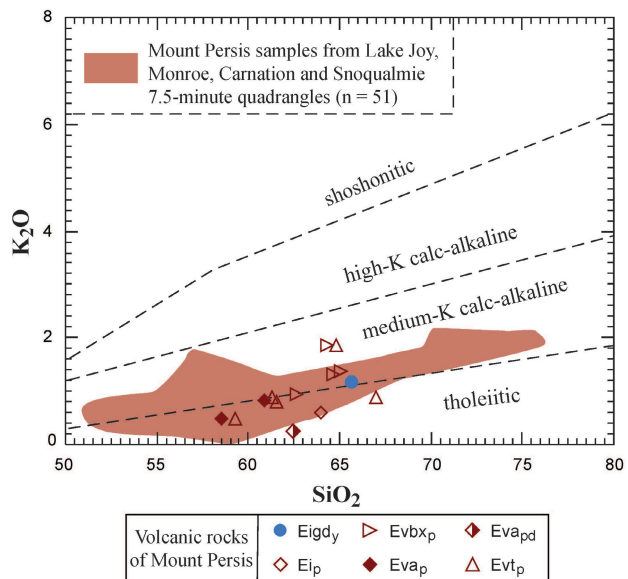 8
6
4
2
0
K₂O
Mount Persis samples from Lake Joy,
Monroe, Carnation and Snoqualmie
7.5-minute quadrangles (n = 51)
shoshonitic
high-K calc-alkaline
medium-K calc-alkaline
tholeiitic
50 55 60 65 70 75 80
SiO₂
Volcanic rocks
of Mount Persis
Eigdy Evbxp Evapd
Eip Evap Evtp